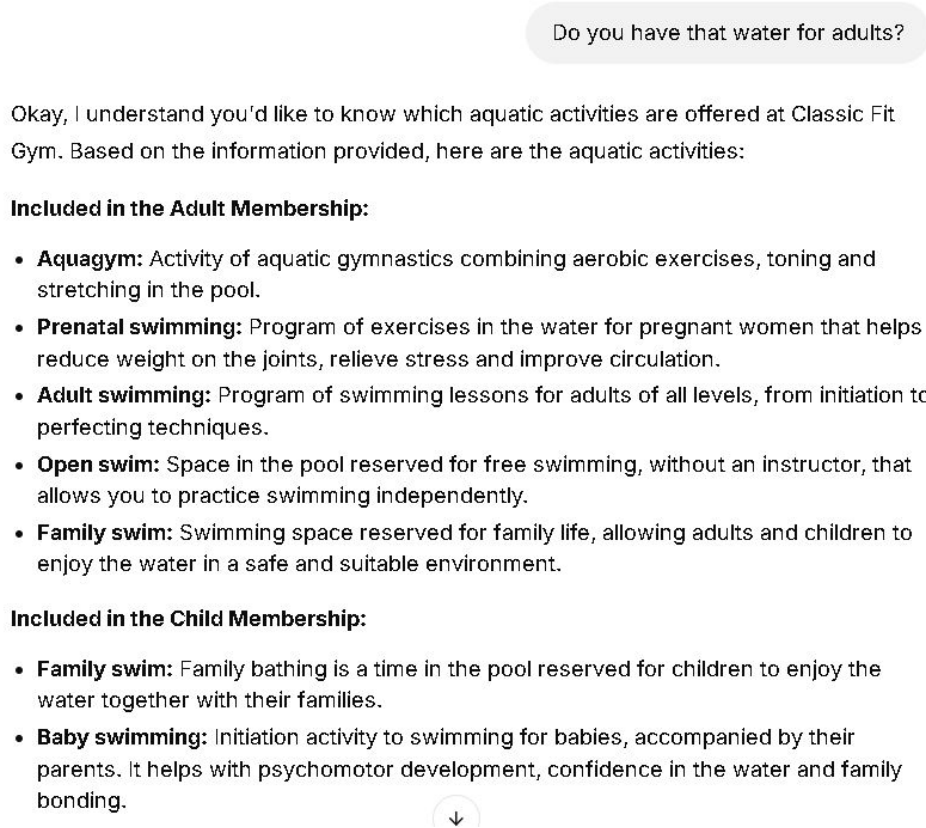 Do you have that water for adults?
Okay, I understand you'd like to know which aquatic activities are offered at Classic Fit
Gym. Based on the information provided, here are the aquatic activities:
Included in the Adult Membership:
• Aquagym: Activity of aquatic gymnastics combining aerobic exercises, toning and
stretching in the pool.
• Prenatal swimming: Program of exercises in the water for pregnant women that helps
reduce weight on the joints, relieve stress and improve circulation.
• Adult swimming: Program of swimming lessons for adults of all levels, from initiation to
perfecting techniques.
• Open swim: Space in the pool reserved for free swimming, without an instructor, that
allows you to practice swimming independently.
• Family swim: Swimming space reserved for family life, allowing adults and children to
enjoy the water in a safe and suitable environment.
Included in the Child Membership:
• Family swim: Family bathing is a time in the pool reserved for children to enjoy the
water together with their families.
• Baby swimming: Initiation activity to swimming for babies, accompanied by their
parents. It helps with psychomotor development, confidence in the water and family
bonding.